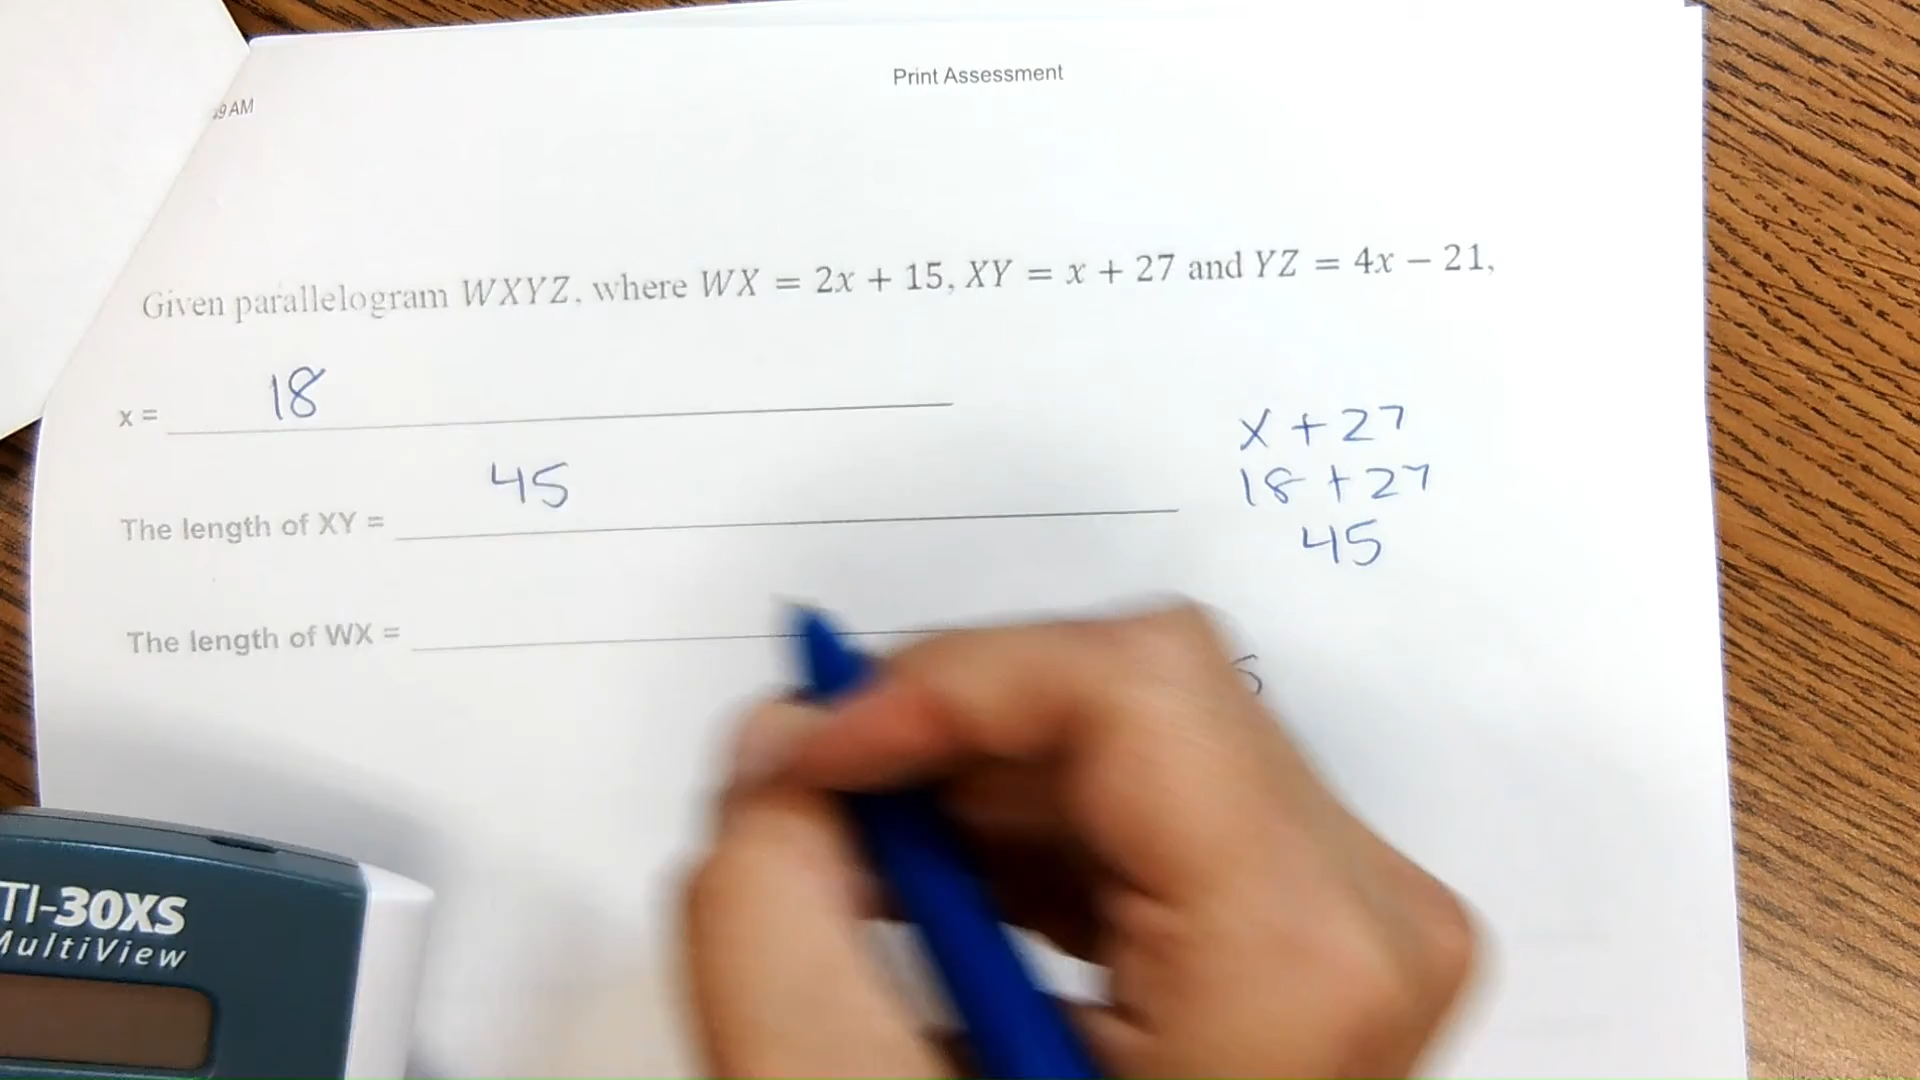 Print Assessment
9 AM
Given parallelogram WXYZ, where WX = 2x + 15, XY = x + 27 and YZ = 4x − 21,
x = 18
x + 27
18 + 27
45
The length of XY = 45
The length of WX =
5
TI-30XS
MultiView